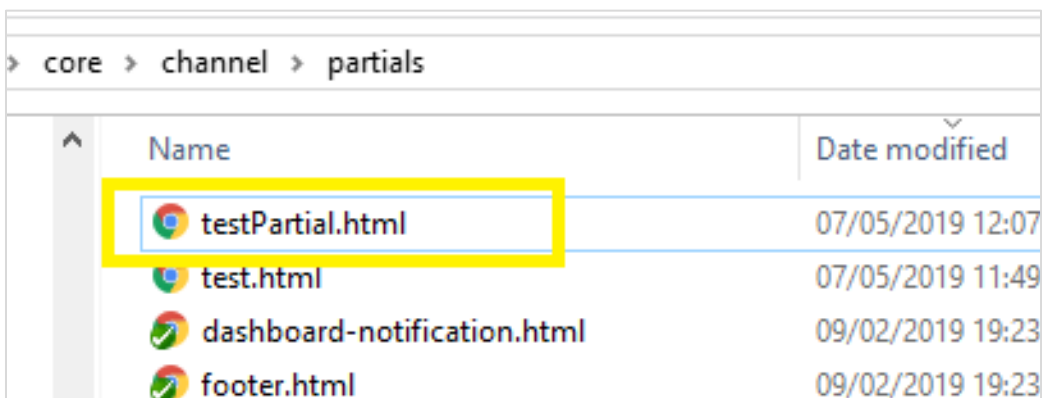 core > channel > partials
Name Date modified
testPartial.html 07/05/2019 12:07
test.html 07/05/2019 11:49
dashboard-notification.html 09/02/2019 19:23
footer.html 09/02/2019 19:23